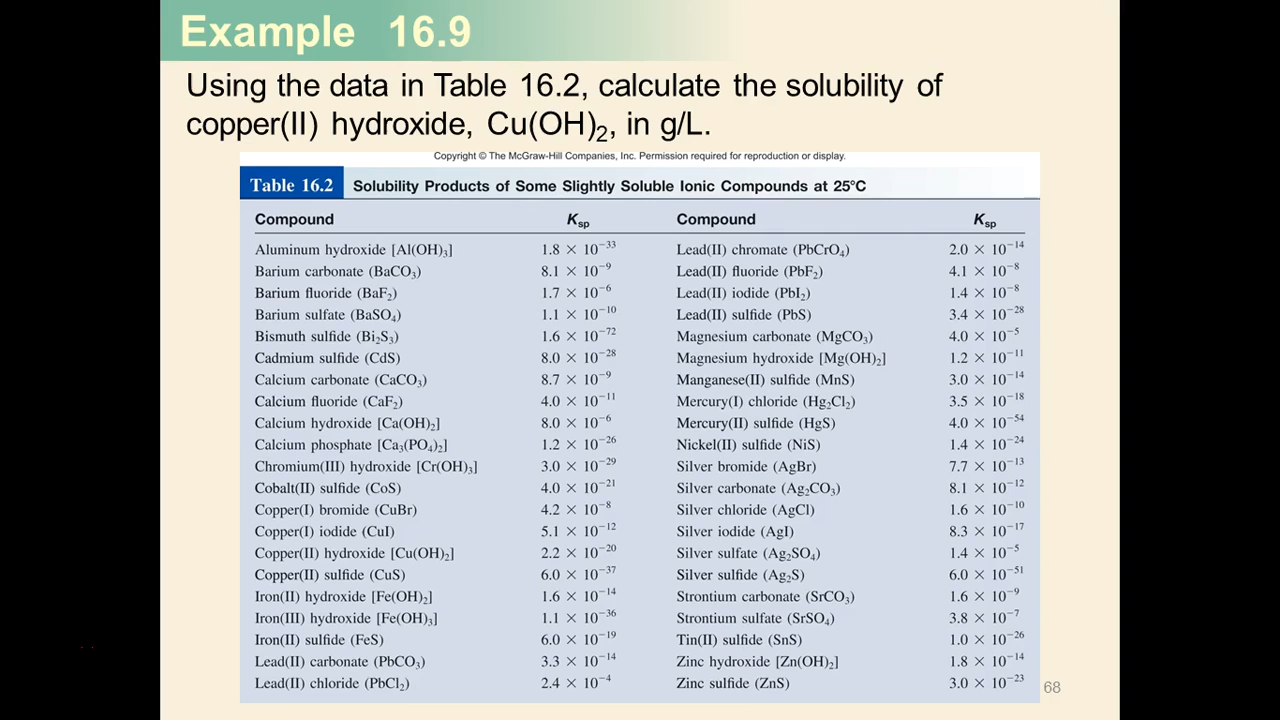 Example 16.9
Using the data in Table 16.2, calculate the solubility of
copper(II) hydroxide, Cu(OH)₂, in g/L.
Copyright © The McGraw-Hill Companies, Inc. Permission required for reproduction or display.
Table 16.2 Solubility Products of Some Slightly Soluble Ionic Compounds at 25°C
Compound Kₛₚ Compound Kₛₚ
Aluminum hydroxide [Al(OH)₃] 1.8 × 10⁻³³ Lead(II) chromate (PbCrO₄) 2.0 × 10⁻¹⁴
Barium carbonate (BaCO₃) 8.1 × 10⁻⁹ Lead(II) fluoride (PbF₂) 4.1 × 10⁻⁸
Barium fluoride (BaF₂) 1.7 × 10⁻⁶ Lead(II) iodide (PbI₂) 1.4 × 10⁻⁸
Barium sulfate (BaSO₄) 1.1 × 10⁻¹⁰ Lead(II) sulfide (PbS) 3.4 × 10⁻²⁸
Bismuth sulfide (Bi₂S₃) 1.6 × 10⁻⁷² Magnesium carbonate (MgCO₃) 4.0 × 10⁻⁵
Cadmium sulfide (CdS) 8.0 × 10⁻²⁸ Magnesium hydroxide [Mg(OH)₂] 1.2 × 10⁻¹¹
Calcium carbonate (CaCO₃) 8.7 × 10⁻⁹ Manganese(II) sulfide (MnS) 3.0 × 10⁻¹⁴
Calcium fluoride (CaF₂) 4.0 × 10⁻¹¹ Mercury(I) chloride (Hg₂Cl₂) 3.5 × 10⁻¹⁸
Calcium hydroxide [Ca(OH)₂] 8.0 × 10⁻⁶ Mercury(II) sulfide (HgS) 4.0 × 10⁻⁵⁴
Calcium phosphate [Ca₃(PO₄)₂] 1.2 × 10⁻²⁶ Nickel(II) sulfide (NiS) 1.4 × 10⁻²⁴
Chromium(III) hydroxide [Cr(OH)₃] 3.0 × 10⁻²⁹ Silver bromide (AgBr) 7.7 × 10⁻¹³
Cobalt(II) sulfide (CoS) 4.0 × 10⁻²¹ Silver carbonate (Ag₂CO₃) 8.1 × 10⁻¹²
Copper(I) bromide (CuBr) 4.2 × 10⁻⁸ Silver chloride (AgCl) 1.6 × 10⁻¹⁰
Copper(I) iodide (CuI) 5.1 × 10⁻¹² Silver iodide (AgI) 8.3 × 10⁻¹⁷
Copper(II) hydroxide [Cu(OH)₂] 2.2 × 10⁻²⁰ Silver sulfate (Ag₂SO₄) 1.4 × 10⁻⁵
Copper(II) sulfide (CuS) 6.0 × 10⁻³⁷ Silver sulfide (Ag₂S) 6.0 × 10⁻⁵¹
Iron(II) hydroxide [Fe(OH)₂] 1.6 × 10⁻¹⁴ Strontium carbonate (SrCO₃) 1.6 × 10⁻⁹
Iron(III) hydroxide [Fe(OH)₃] 1.1 × 10⁻³⁶ Strontium sulfate (SrSO₄) 3.8 × 10⁻⁷
Iron(II) sulfide (FeS) 6.0 × 10⁻¹⁹ Tin(II) sulfide (SnS) 1.0 × 10⁻²⁶
Lead(II) carbonate (PbCO₃) 3.3 × 10⁻¹⁴ Zinc hydroxide [Zn(OH)₂] 1.8 × 10⁻¹⁴
Lead(II) chloride (PbCl₂) 2.4 × 10⁻⁴ Zinc sulfide (ZnS) 3.0 × 10⁻²³
68